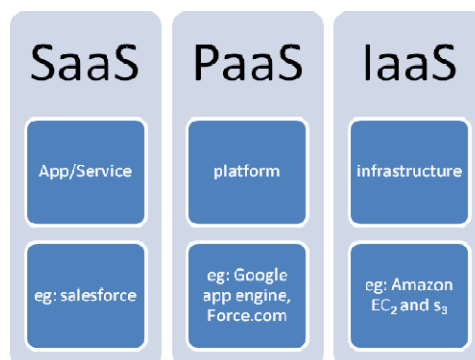 SaaS
App/Service
eg: salesforce
PaaS
platform
eg: Google
app engine,
Force.com
IaaS
infrastructure
eg: Amazon
EC₂ and s₃